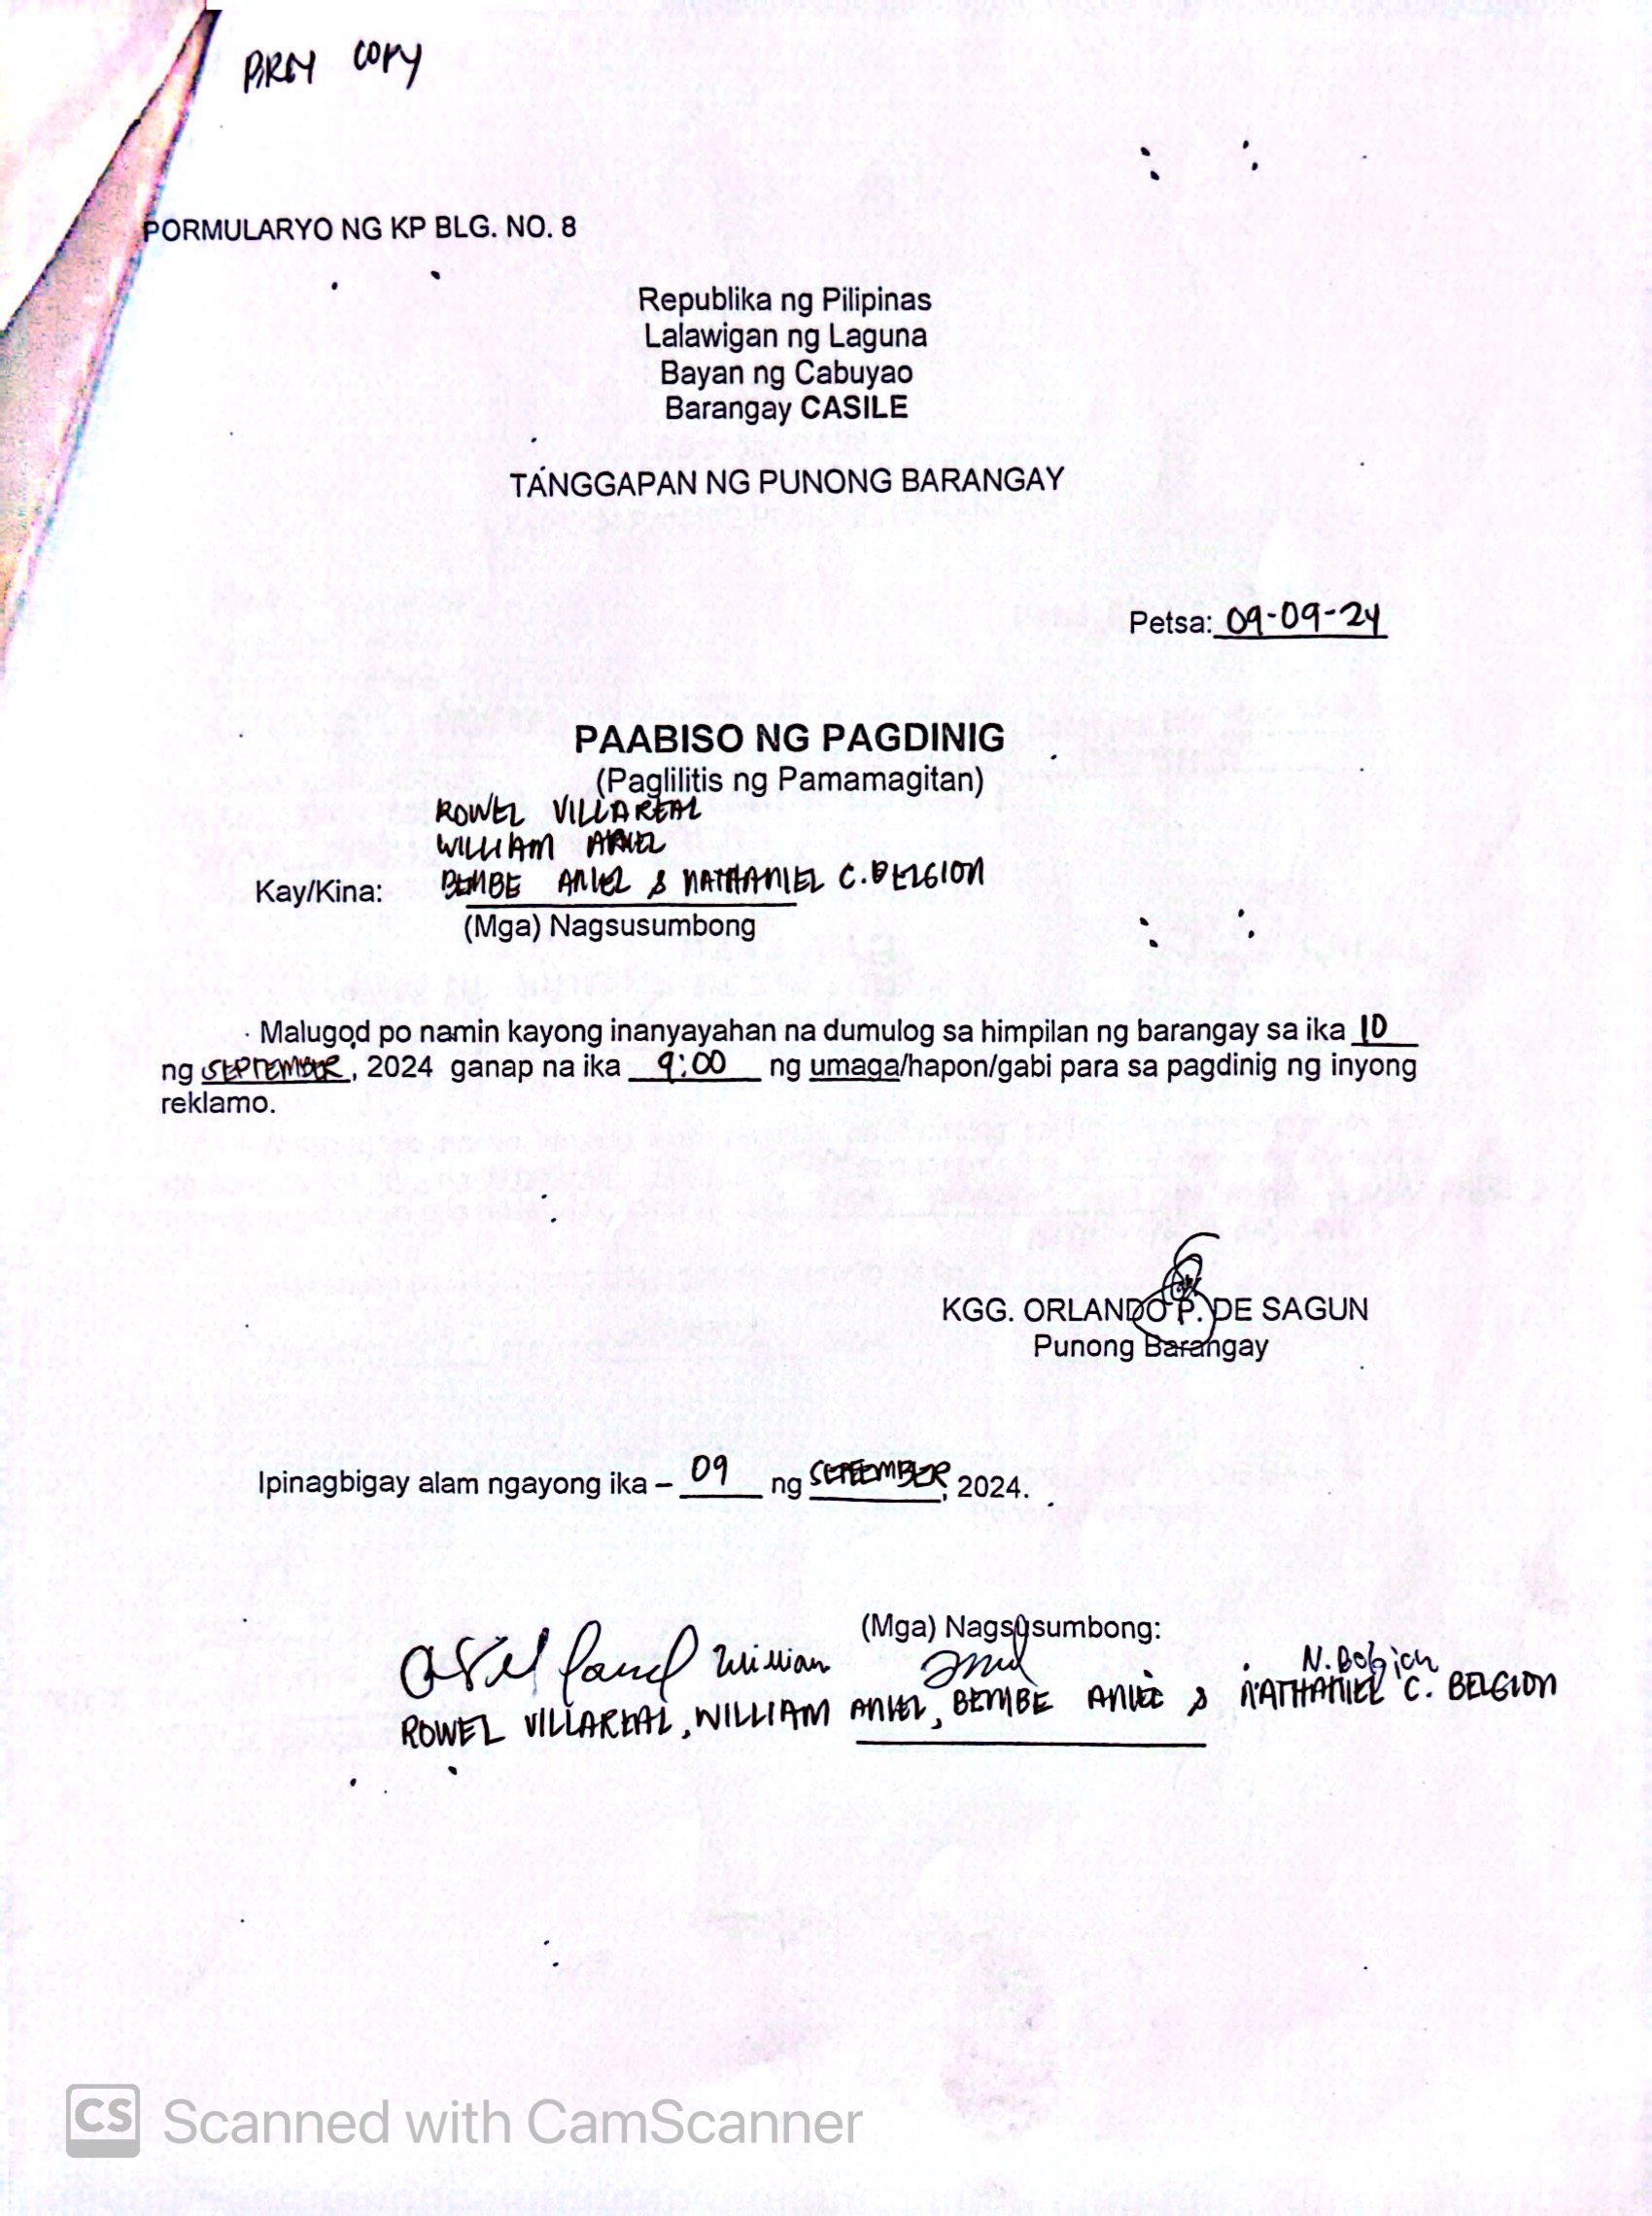 BRGY COPY
PORMULARYO NG KP BLG. NO. 8
Republika ng Pilipinas
Lalawigan ng Laguna
Bayan ng Cabuyao
Barangay CASILE
TANGGAPAN NG PUNONG BARANGAY
Petsa: 09-09-24
PAABISO NG PAGDINIG
(Paglilitis ng Pamamagitan)
ROWEL VILLAREAL
WILLIAM ANIEL
Kay/Kina: BEMBE ANIEL & NATHANIEL C. BELGION
(Mga) Nagsusumbong
Malugod po namin kayong inanyayahan na dumulog sa himpilan ng barangay sa ika 10
ng SEPTEMBER, 2024 ganap na ika 9:00 ng umaga/hapon/gabi para sa pagdinig ng inyong
reklamo.
KGG. ORLANDO P. DE SAGUN
Punong Barangay
Ipinagbigay alam ngayong ika – 09 ng SEPTEMBER, 2024.
(Mga) Nagsusumbong:
William N. Belgion
ROWEL VILLAREAL, WILLIAM ANIEL, BEMBE ANIEL & NATHANIEL C. BELGION
CS Scanned with CamScanner